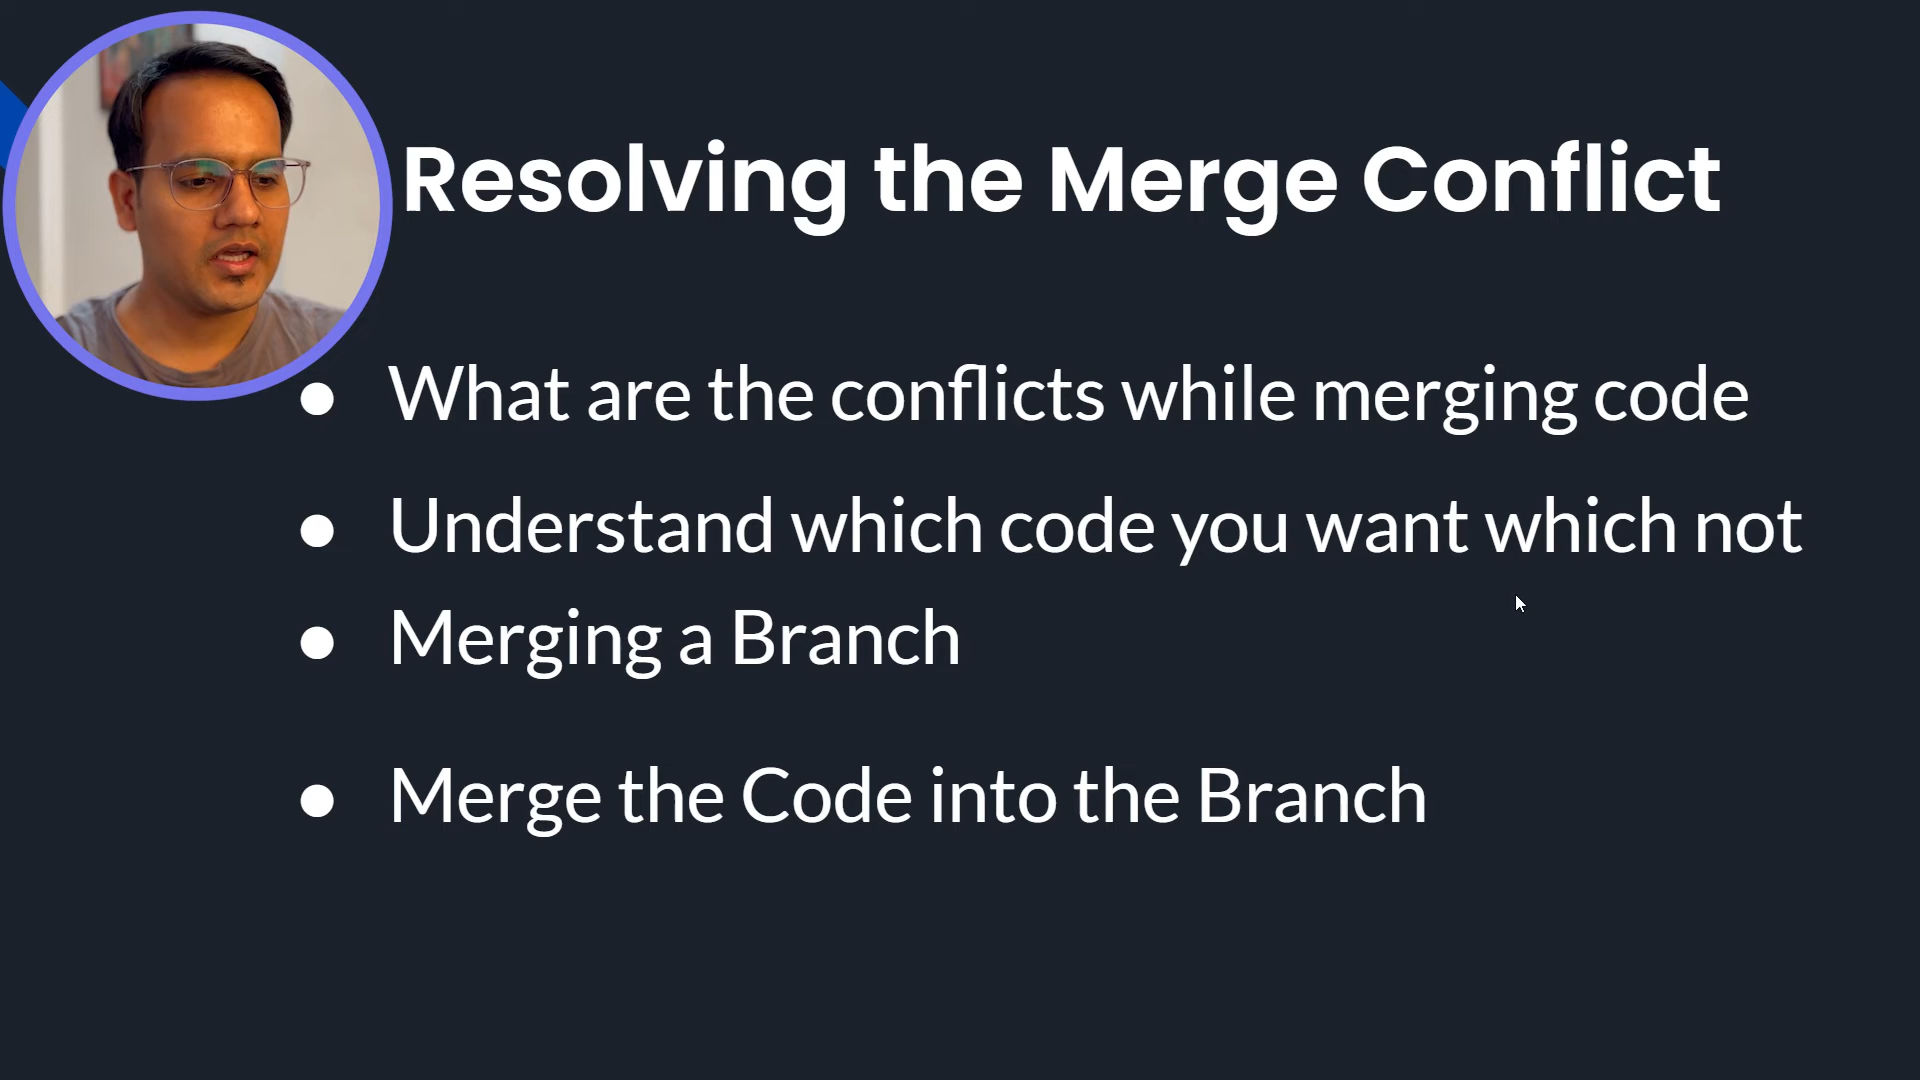 Resolving the Merge Conflict
● What are the conflicts while merging code
● Understand which code you want which not
● Merging a Branch
● Merge the Code into the Branch